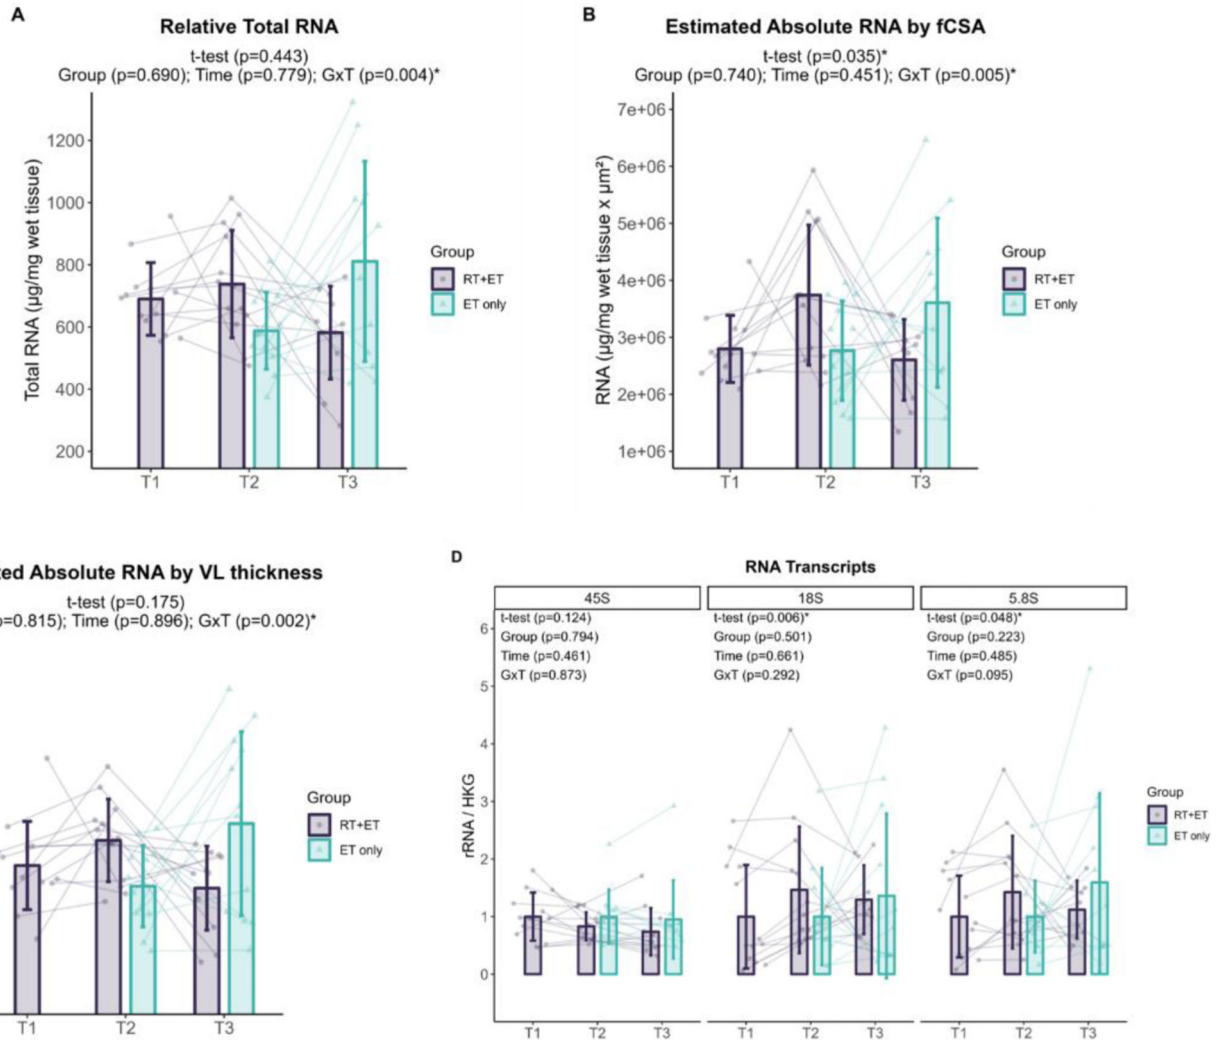 A
Relative Total RNA
t-test (p=0.443)
Group (p=0.690); Time (p=0.779); GxT (p=0.004)*
Total RNA (µg/mg wet tissue)
1200
1000
800
600
400
200
T1 T2 T3
Group
RT+ET
ET only
B
Estimated Absolute RNA by fCSA
t-test (p=0.035)*
Group (p=0.740); Time (p=0.451); GxT (p=0.005)*
RNA (µg/mg wet tissue x µm²)
7e+06
6e+06
5e+06
4e+06
3e+06
2e+06
1e+06
T1 T2 T3
Group
RT+ET
ET only
ted Absolute RNA by VL thickness
t-test (p=0.175)
p=0.815); Time (p=0.896); GxT (p=0.002)*
T1 T2 T3
Group
RT+ET
ET only
D
RNA Transcripts
45S
t-test (p=0.124)
Group (p=0.794)
Time (p=0.461)
GxT (p=0.873)
18S
t-test (p=0.006)*
Group (p=0.501)
Time (p=0.661)
GxT (p=0.292)
5.8S
t-test (p=0.048)*
Group (p=0.223)
Time (p=0.485)
GxT (p=0.095)
rRNA / HKG
6
5
4
3
2
1
0
T1 T2 T3
T1 T2 T3
T1 T2 T3
Group
RT+ET
ET only